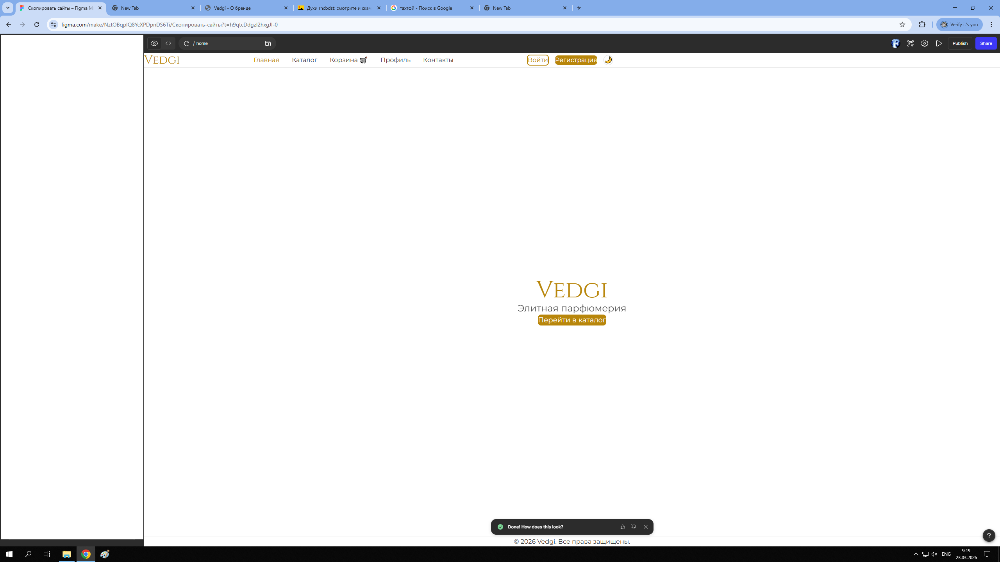 Скопировать сайты – Figma M
New Tab
Vedgi - О бренде
Духи rhcbdst: смотрите и скач
тахтфй - Поиск в Google
New Tab
figma.com/make/NztOBqpIQ8YcXPDpnDS6Ti/Скопировать-сайты?t=h9qtcDdgzl2hxgJI-0
Verify it's you
/ home
Publish
Share
VEDGI
Главная
Каталог
Корзина
Профиль
Контакты
Войти
Регистрация
VEDGI
Элитная парфюмерия
Перейти в каталог
Done! How does this look?
© 2026 Vedgi. Все права защищены.
?
ENG
9:19
23.03.2026